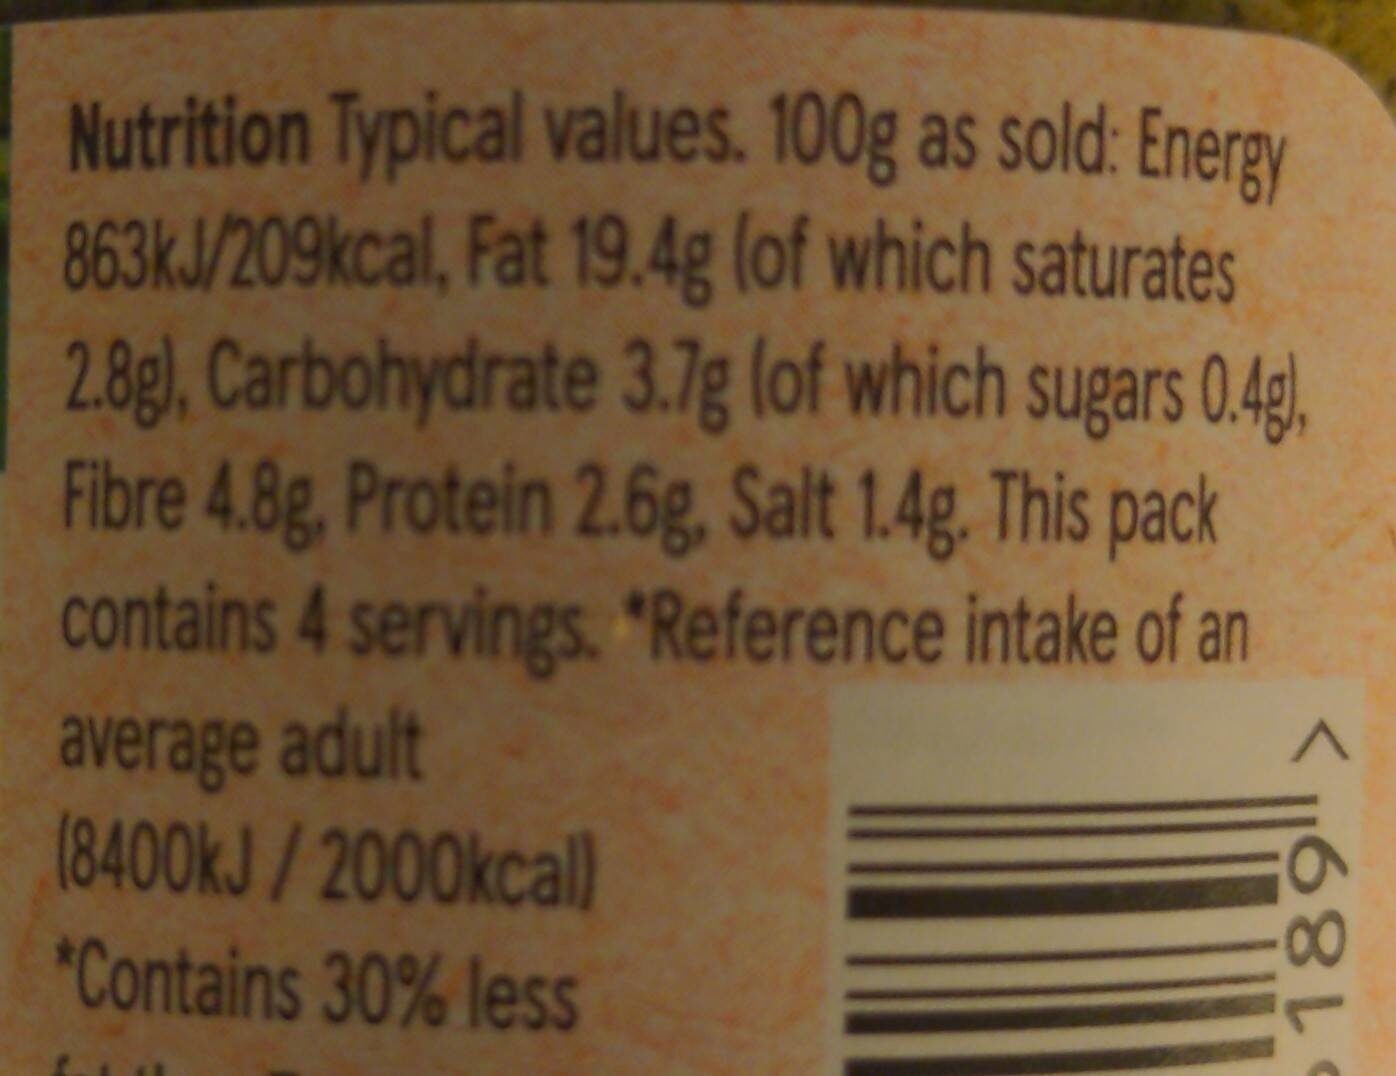 Nutrition Typical values. 100g as sold: Energy
863kJ/209kcal, Fat 19.4g (of which saturates
2.8g), Carbohydrate 3.7g (of which sugars 0.4g),
Fibre 4.8g, Protein 2.6g, Salt 1.4g. This pack
contains 4 servings. *Reference intake of an
average adult
(8400kJ / 2000kcal)
*Contains 30% less
189 >